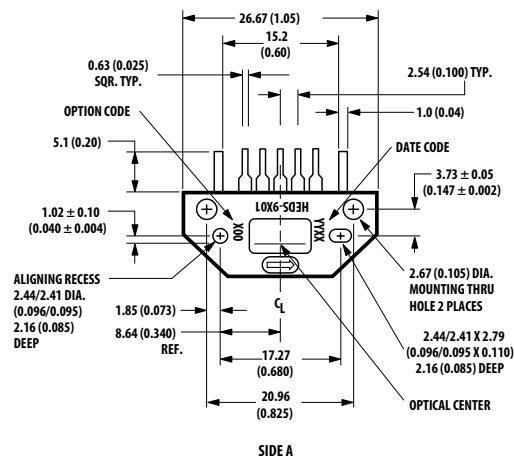 26.67 (1.05)
15.2
(0.60)
0.63 (0.025)
SQR. TYP.
2.54 (0.100) TYP.
OPTION CODE
1.0 (0.04)
5.1 (0.20)
DATE CODE
3.73 ± 0.05
(0.147 ± 0.002)
HEDS-9X01
X00
YYXX
1.02 ± 0.10
(0.040 ± 0.004)
ALIGNING RECESS
2.44/2.41 DIA.
(0.096/0.095)
2.16 (0.085)
DEEP
2.67 (0.105) DIA.
MOUNTING THRU
HOLE 2 PLACES
1.85 (0.073)
CL
8.64 (0.340)
REF.
2.44/2.41 X 2.79
(0.096/0.095 X 0.110)
2.16 (0.085) DEEP
17.27
(0.680)
20.96
(0.825)
OPTICAL CENTER
SIDE A